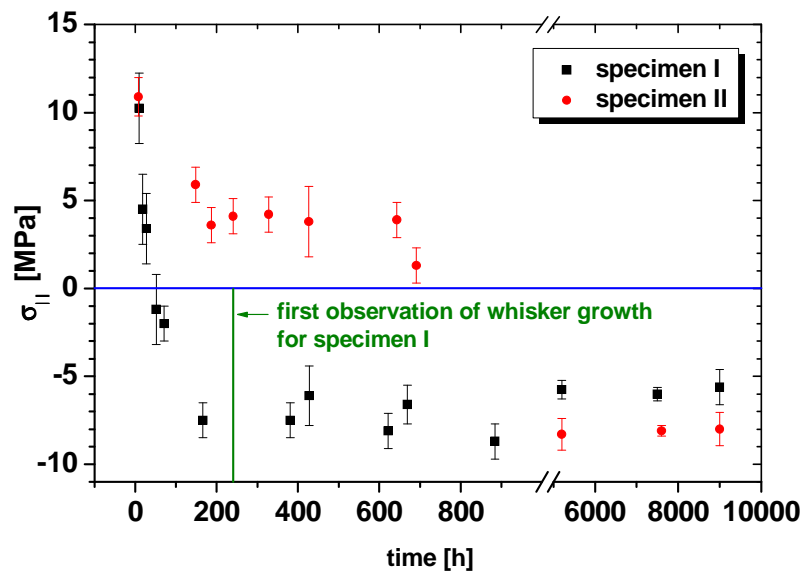 15
10
5
0
-5
-10
σ|| [MPa]
specimen I
specimen II
first observation of whisker growth
for specimen I
0 200 400 600 800 6000 8000 10000
time [h]